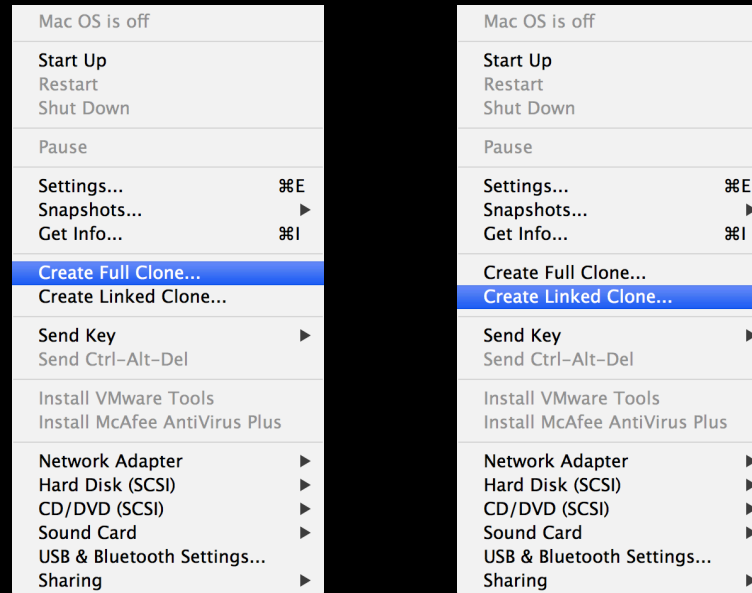 Mac OS is off
Start Up
Restart
Shut Down
Pause
Settings... ⌘E
Snapshots...
Get Info... ⌘I
Create Full Clone...
Create Linked Clone...
Send Key
Send Ctrl-Alt-Del
Install VMware Tools
Install McAfee AntiVirus Plus
Network Adapter
Hard Disk (SCSI)
CD/DVD (SCSI)
Sound Card
USB & Bluetooth Settings...
Sharing
Mac OS is off
Start Up
Restart
Shut Down
Pause
Settings... ⌘E
Snapshots...
Get Info... ⌘I
Create Full Clone...
Create Linked Clone...
Send Key
Send Ctrl-Alt-Del
Install VMware Tools
Install McAfee AntiVirus Plus
Network Adapter
Hard Disk (SCSI)
CD/DVD (SCSI)
Sound Card
USB & Bluetooth Settings...
Sharing